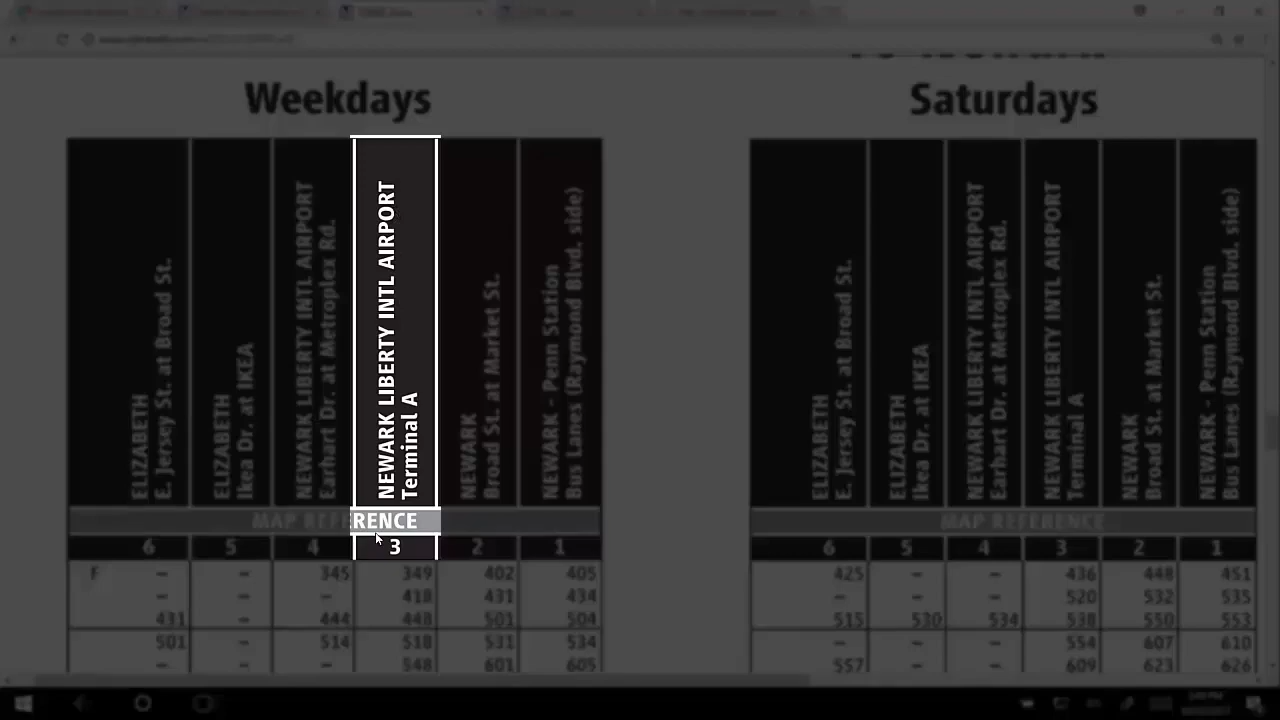 Weekdays
Saturdays
ELIZABETH
E. Jersey St. at Broad St.
ELIZABETH
Ikea Dr. at IKEA
NEWARK LIBERTY INTL AIRPORT
Earhart Dr. at Metroplex Rd.
NEWARK LIBERTY INTL AIRPORT
Terminal A
NEWARK
Broad St. at Market St.
NEWARK - Penn Station
Bus Lanes (Raymond Blvd. side)
MAP REFERENCE
6 5 4 3 2 1
F – – 345 349 402 405
– – – 418 431 434
431 – 444 448 501 504
501 – 514 518 531 534
– – – 548 601 605
ELIZABETH
E. Jersey St. at Broad St.
ELIZABETH
Ikea Dr. at IKEA
NEWARK LIBERTY INTL AIRPORT
Earhart Dr. at Metroplex Rd.
NEWARK LIBERTY INTL AIRPORT
Terminal A
NEWARK
Broad St. at Market St.
NEWARK - Penn Station
Bus Lanes (Raymond Blvd. side)
MAP REFERENCE
6 5 4 3 2 1
425 – – 436 448 451
– – – 520 532 535
515 530 534 538 550 553
– – – 554 607 610
557 – – 609 623 626